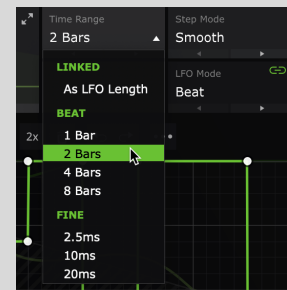 Time Range
2 Bars
Step Mode
Smooth
LINKED
As LFO Length
LFO Mode
Beat
BEAT
1 Bar
2x
2 Bars
4 Bars
8 Bars
FINE
2.5ms
10ms
20ms